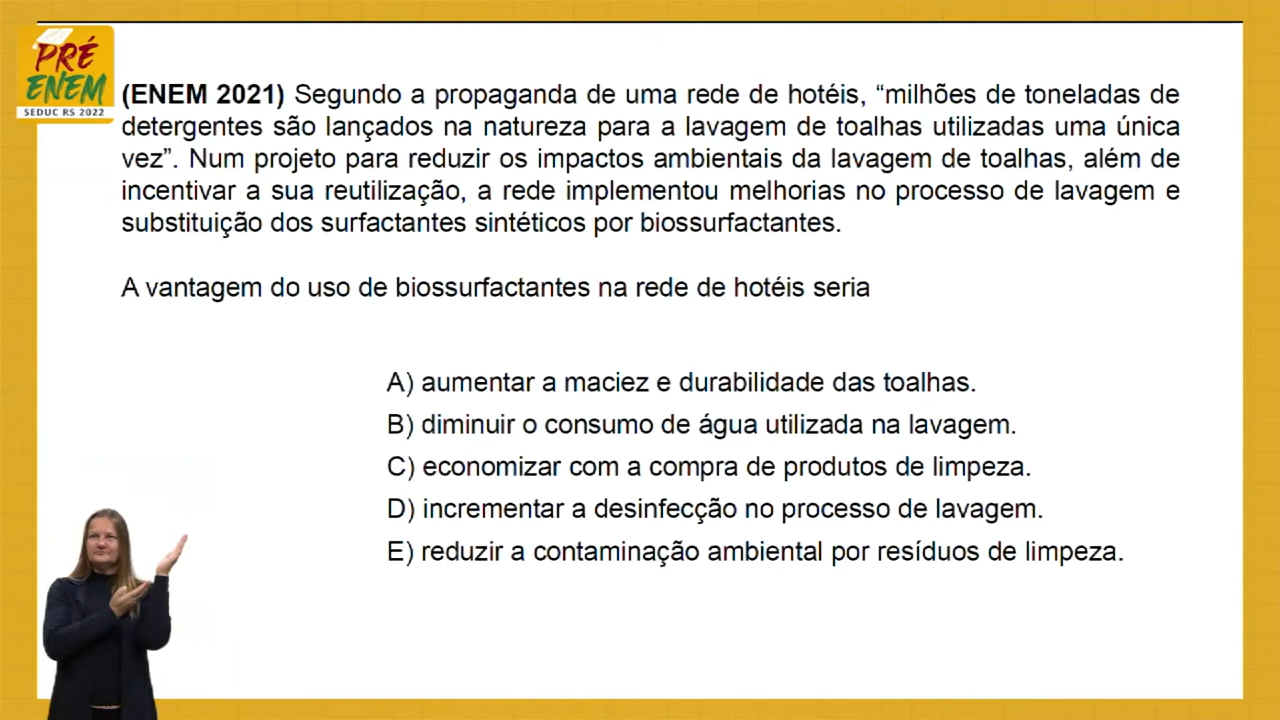 PRÉ
ENEM
SEDUC RS 2022
(ENEM 2021) Segundo a propaganda de uma rede de hotéis, “milhões de toneladas de
detergentes são lançados na natureza para a lavagem de toalhas utilizadas uma única
vez”. Num projeto para reduzir os impactos ambientais da lavagem de toalhas, além de
incentivar a sua reutilização, a rede implementou melhorias no processo de lavagem e
substituição dos surfactantes sintéticos por biossurfactantes.
A vantagem do uso de biossurfactantes na rede de hotéis seria
A) aumentar a maciez e durabilidade das toalhas.
B) diminuir o consumo de água utilizada na lavagem.
C) economizar com a compra de produtos de limpeza.
D) incrementar a desinfecção no processo de lavagem.
E) reduzir a contaminação ambiental por resíduos de limpeza.